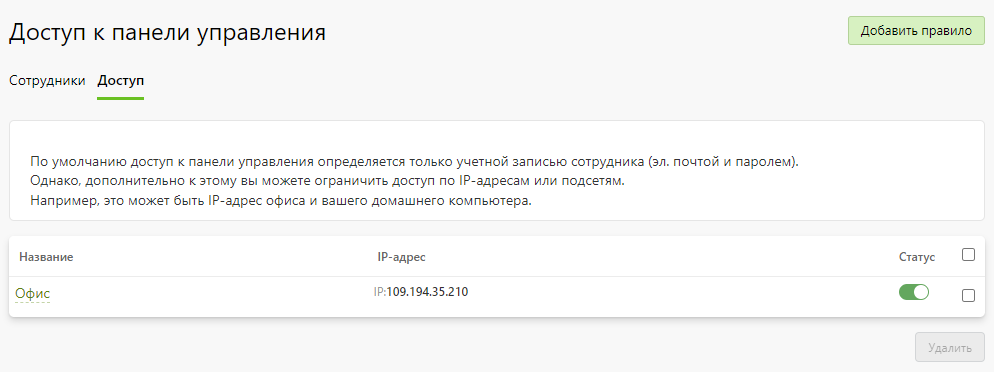 Доступ к панели управления
Добавить правило
Сотрудники Доступ
По умолчанию доступ к панели управления определяется только учетной записью сотрудника (эл. почтой и паролем).
Однако, дополнительно к этому вы можете ограничить доступ по IP-адресам или подсетям.
Например, это может быть IP-адрес офиса и вашего домашнего компьютера.
Название IP-адрес Статус
Офис IP:109.194.35.210
Удалить